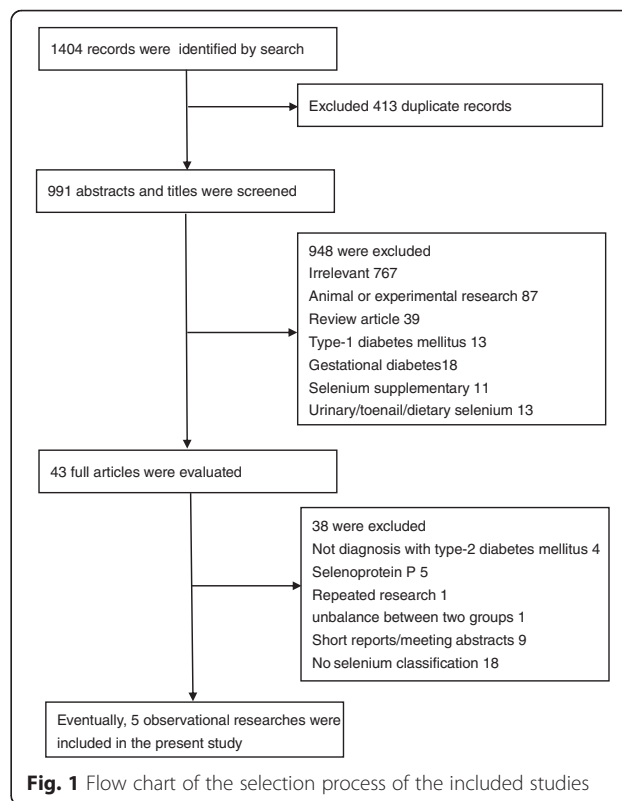 1404 records were identified by search
Excluded 413 duplicate records
991 abstracts and titles were screened
948 were excluded
Irrelevant 767
Animal or experimental research 87
Review article 39
Type-1 diabetes mellitus 13
Gestational diabetes18
Selenium supplementary 11
Urinary/toenail/dietary selenium 13
43 full articles were evaluated
38 were excluded
Not diagnosis with type-2 diabetes mellitus 4
Selenoprotein P 5
Repeated research 1
unbalance between two groups 1
Short reports/meeting abstracts 9
No selenium classification 18
Eventually, 5 observational researches were
included in the present study
Fig. 1 Flow chart of the selection process of the included studies